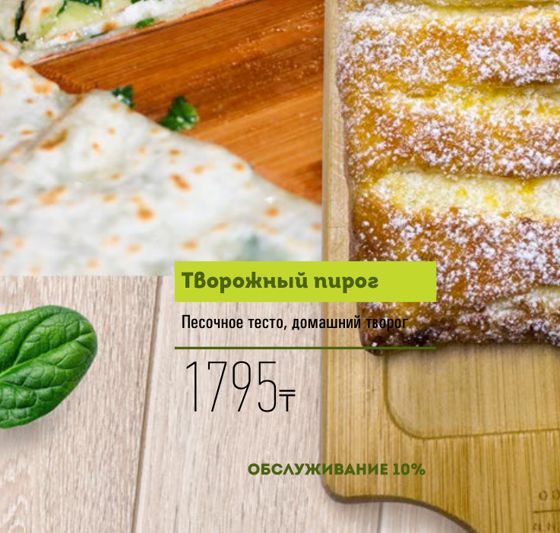 Творожный пирог
Песочное тесто, домашний творог
1795₸
ОБСЛУЖИВАНИЕ 10%